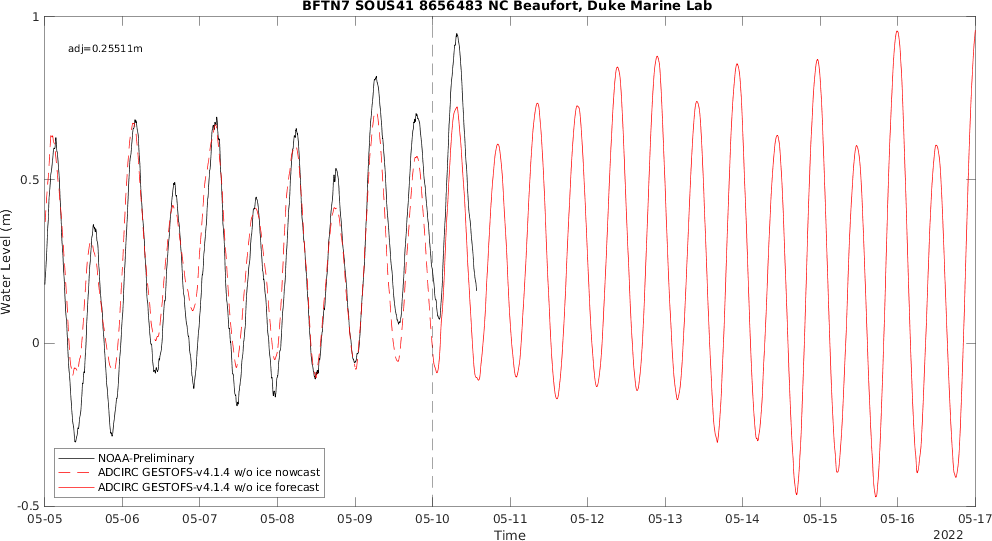 BFTN7 SOUS41 8656483 NC Beaufort, Duke Marine Lab
adj=0.25511m
1
0.5
0
-0.5
Water Level (m)
NOAA-Preliminary
ADCIRC GESTOFS-v4.1.4 w/o ice nowcast
ADCIRC GESTOFS-v4.1.4 w/o ice forecast
05-05 05-06 05-07 05-08 05-09 05-10 05-11 05-12 05-13 05-14 05-15 05-16 05-17
Time
2022